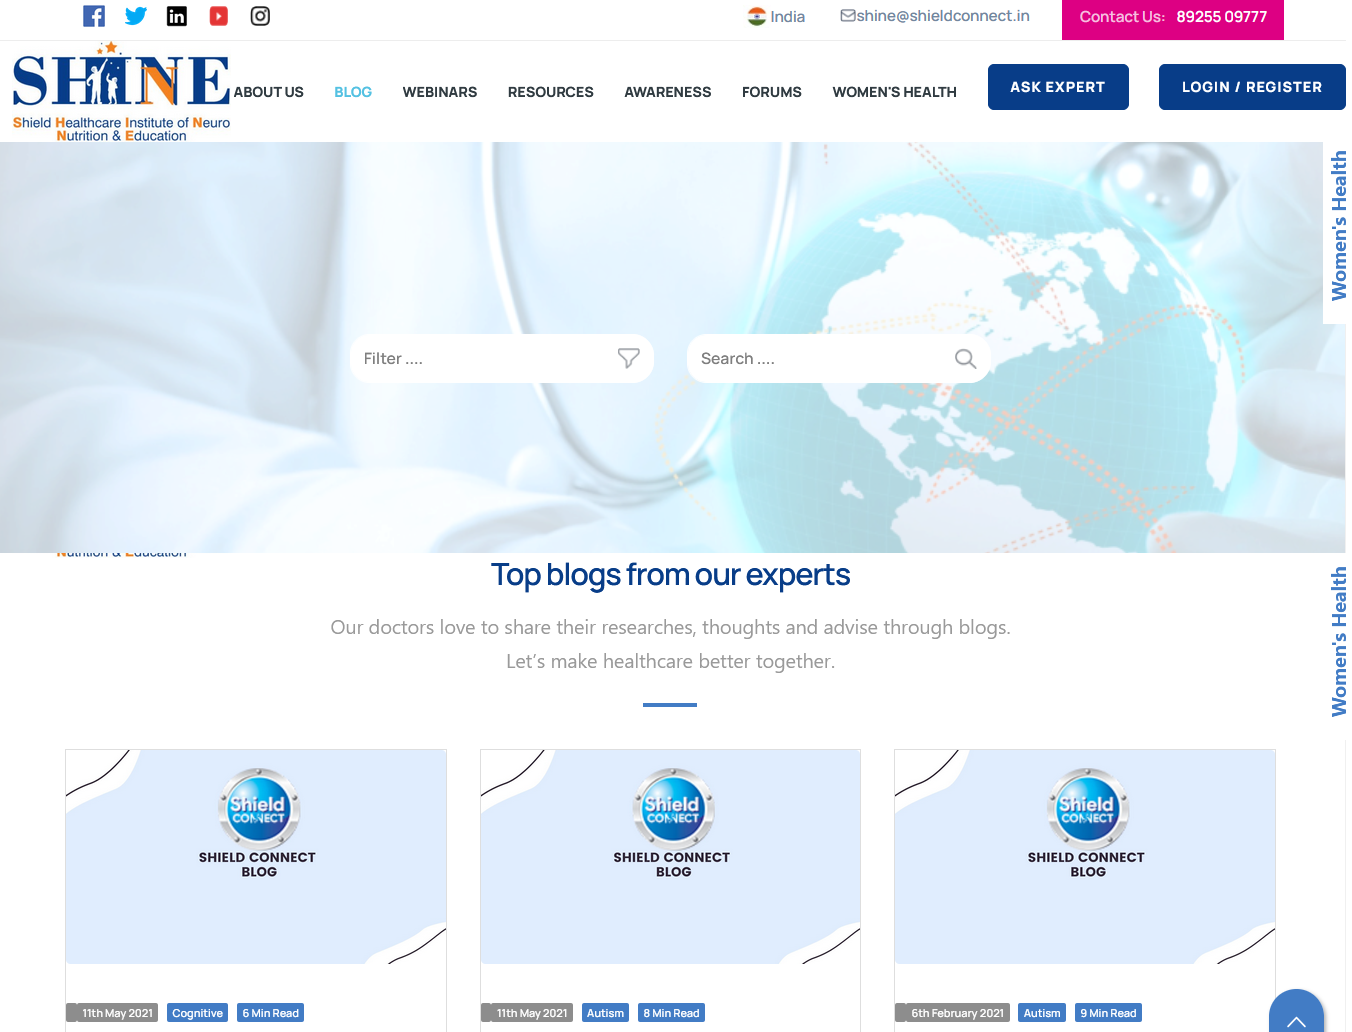 India
shine@shieldconnect.in
Contact Us: 89255 09777
SHINE
Shield Healthcare Institute of Neuro
Nutrition & Education
ABOUT US
BLOG
WEBINARS
RESOURCES
AWARENESS
FORUMS
WOMEN'S HEALTH
ASK EXPERT
LOGIN / REGISTER
Women's Health
Filter ....
Search ....
Nutrition & Education
Top blogs from our experts
Our doctors love to share their researches, thoughts and advise through blogs.
Let's make healthcare better together.
Women's Health
Shield
CONNECT
SHIELD CONNECT
BLOG
11th May 2021
Cognitive
6 Min Read
Shield
CONNECT
SHIELD CONNECT
BLOG
11th May 2021
Autism
8 Min Read
Shield
CONNECT
SHIELD CONNECT
BLOG
6th February 2021
Autism
9 Min Read